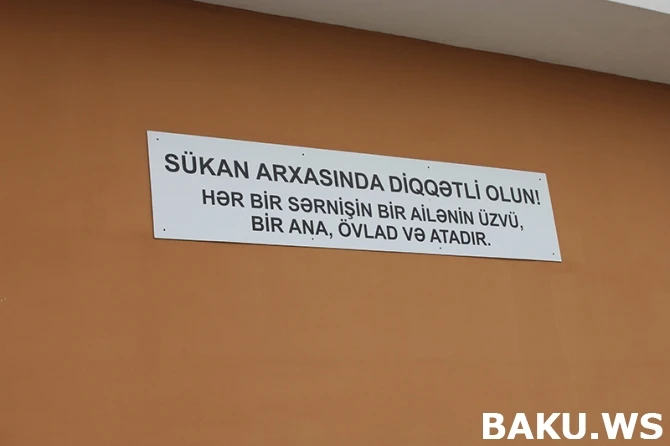 SÜKAN ARXASINDA DİQQƏTLİ OLUN!
HƏR BİR SƏRNİŞİN BİR AİLƏNİN ÜZVÜ,
BİR ANA, ÖVLAD VƏ ATADIR.
BAKU.WS